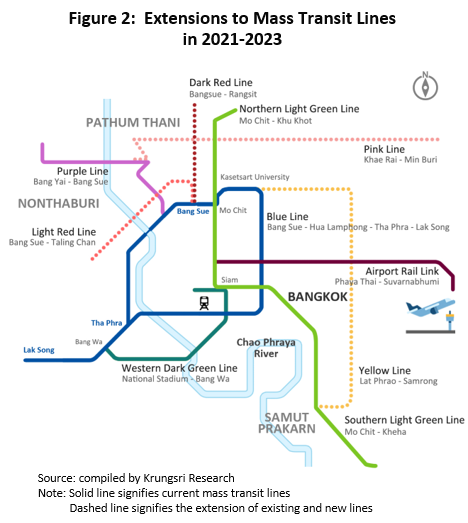 Figure 2:  Extensions to Mass Transit Lines
in 2021-2023
Dark Red Line
Bangsue - Rangsit
Northern Light Green Line
Mo Chit - Khu Khot
PATHUM THANI
Pink Line
Khae Rai - Min Buri
Purple Line
Bang Yai - Bang Sue
Kasetsart University
NONTHABURI
Bang Sue
Mo Chit
Blue Line
Bang Sue - Hua Lamphong - Tha Phra - Lak Song
Light Red Line
Bang Sue - Taling Chan
Airport Rail Link
Phaya Thai - Suvarnabhumi
Siam
BANGKOK
Tha Phra
Bang Wa
Chao Phraya
River
Lak Song
Western Dark Green Line
National Stadium - Bang Wa
Yellow Line
Lat Phrao - Samrong
SAMUT
PRAKARN
Southern Light Green Line
Mo Chit - Kheha
Source: compiled by Krungsri Research
Note: Solid line signifies current mass transit lines
Dashed line signifies the extension of existing and new lines